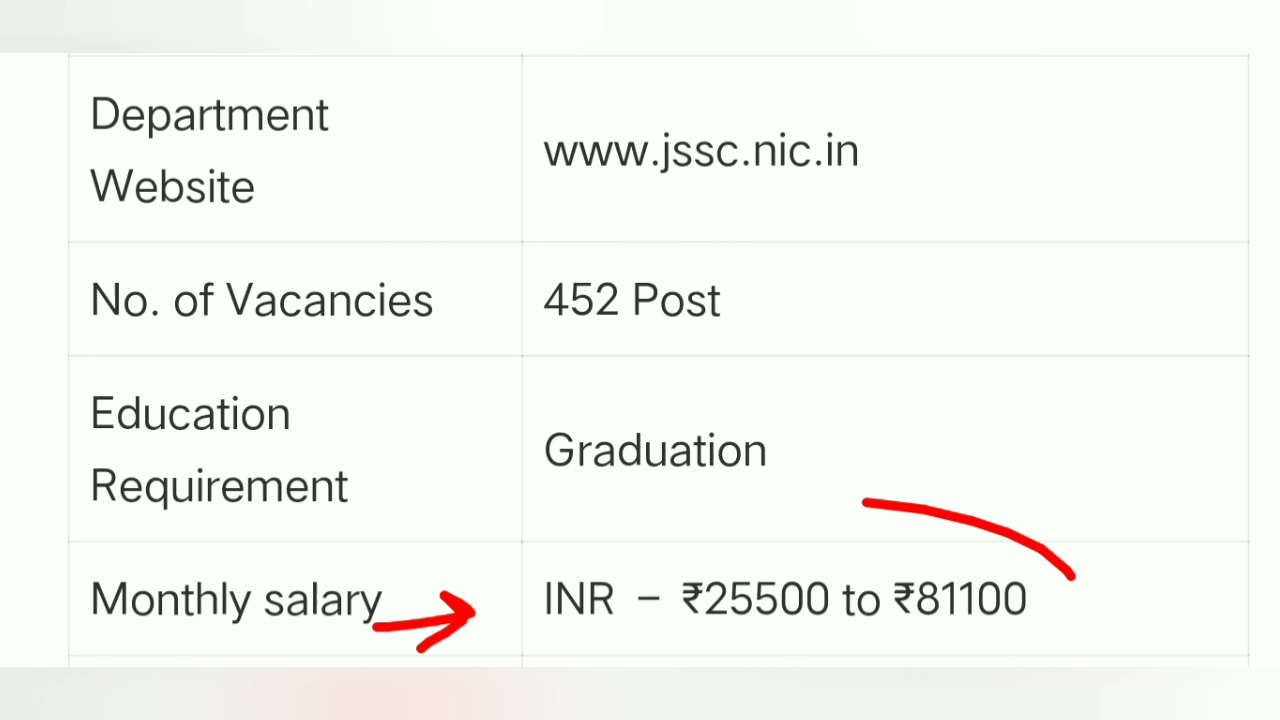 Department
Website
www.jssc.nic.in
No. of Vacancies
452 Post
Education
Requirement
Graduation
Monthly salary
INR – ₹25500 to ₹81100